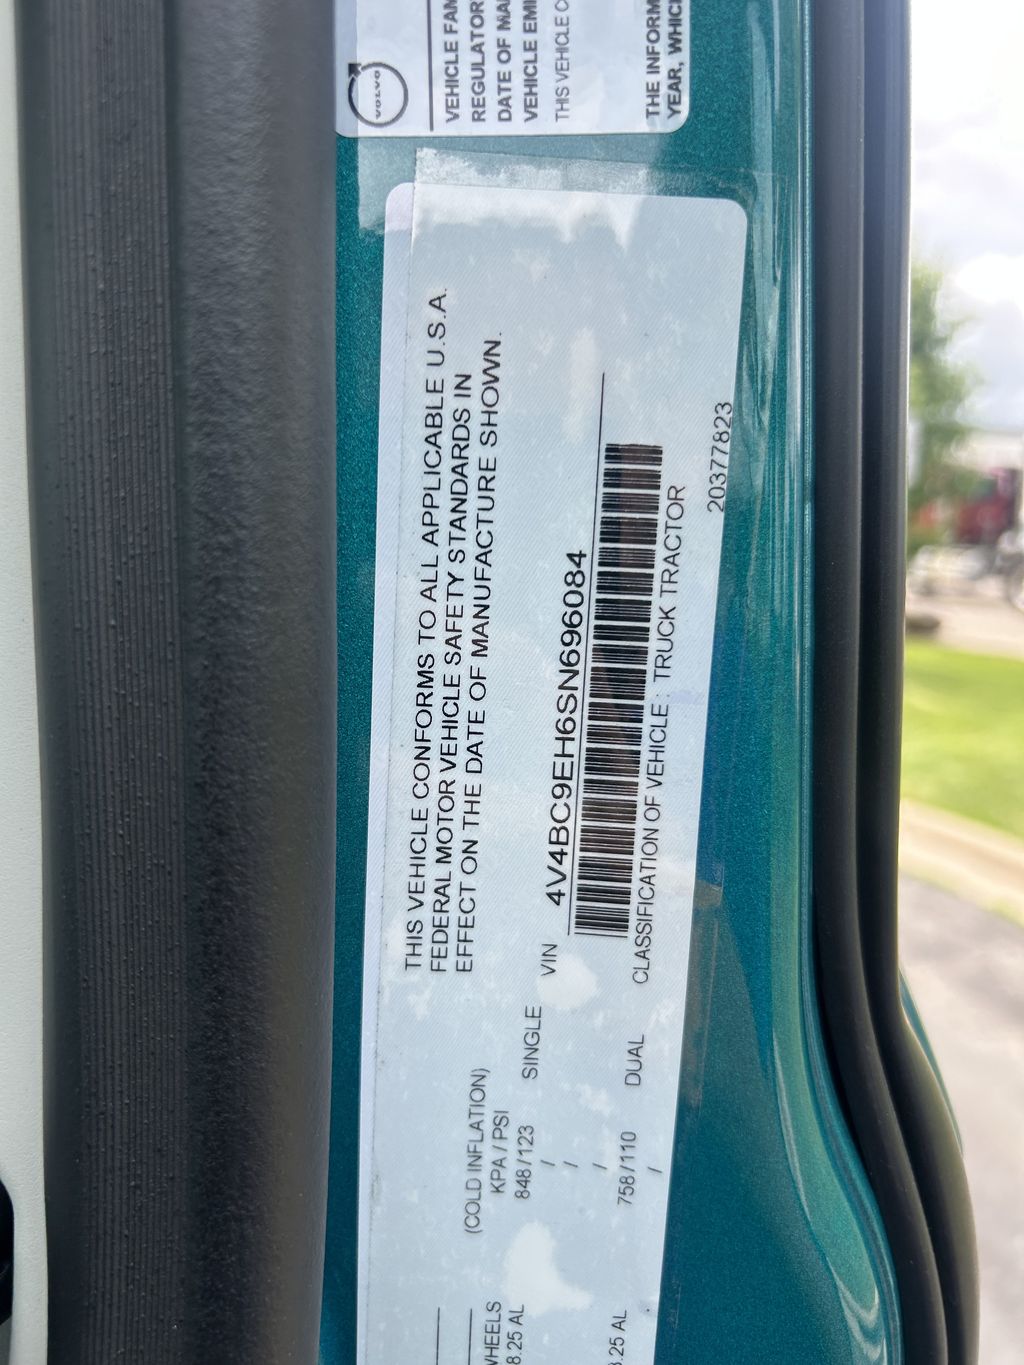 VOLVO
VEHICLE FAM
REGULATORY
DATE OF MA
VEHICLE EMI
THIS VEHICLE
THE INFORM
YEAR, WHICH
THIS VEHICLE CONFORMS TO ALL APPLICABLE U.S.A.
FEDERAL MOTOR VEHICLE SAFETY STANDARDS IN
EFFECT ON THE DATE OF MANUFACTURE SHOWN.
(COLD INFLATION)
WHEELS KPA / PSI
8.25 AL 848 / 123 SINGLE VIN 4V4BC9EH6SN696084
/
/
/
8.25 AL 758 / 110 DUAL CLASSIFICATION OF VEHICLE : TRUCK TRACTOR
/
20377823